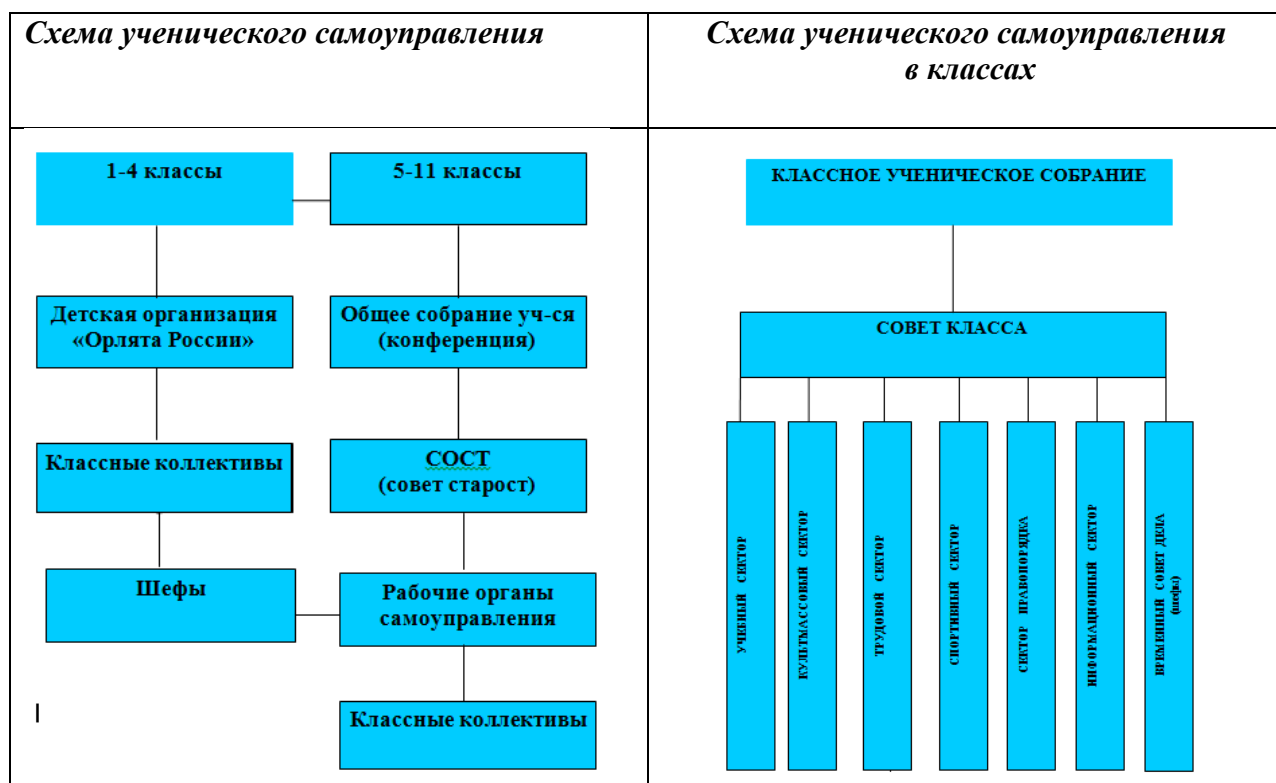 Схема ученического самоуправления
Схема ученического самоуправления
в классах
1-4 классы
5-11 классы
Детская организация
«Орлята России»
Общее собрание уч-ся
(конференция)
Классные коллективы
СОСТ
(совет старост)
Шефы
Рабочие органы
самоуправления
Классные коллективы
КЛАССНОЕ УЧЕНИЧЕСКОЕ СОБРАНИЕ
СОВЕТ КЛАССА
УЧЕБНЫЙ СЕКТОР
КУЛЬТМАССОВЫЙ СЕКТОР
ТРУДОВОЙ СЕКТОР
СПОРТИВНЫЙ СЕКТОР
СЕКТОР ПРАВОПОРЯДКА
ИНФОРМАЦИОННЫЙ СЕКТОР
ВРЕМЕННЫЙ СОВЕТ ДЕЛА
(шефы)